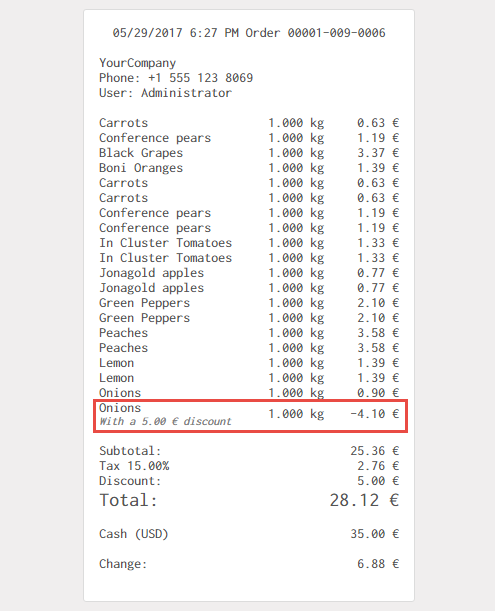 05/29/2017 6:27 PM Order 00001-009-0006
YourCompany
Phone: +1 555 123 8069
User: Administrator
Carrots 1.000 kg 0.63 €
Conference pears 1.000 kg 1.19 €
Black Grapes 1.000 kg 3.37 €
Boni Oranges 1.000 kg 1.39 €
Carrots 1.000 kg 0.63 €
Carrots 1.000 kg 0.63 €
Conference pears 1.000 kg 1.19 €
Conference pears 1.000 kg 1.19 €
In Cluster Tomatoes 1.000 kg 1.33 €
In Cluster Tomatoes 1.000 kg 1.33 €
Jonagold apples 1.000 kg 0.77 €
Jonagold apples 1.000 kg 0.77 €
Green Peppers 1.000 kg 2.10 €
Green Peppers 1.000 kg 2.10 €
Peaches 1.000 kg 3.58 €
Peaches 1.000 kg 3.58 €
Lemon 1.000 kg 1.39 €
Lemon 1.000 kg 1.39 €
Onions 1.000 kg 0.90 €
Onions 1.000 kg -4.10 €
With a 5.00 € discount
Subtotal: 25.36 €
Tax 15.00% 2.76 €
Discount: 5.00 €
Total: 28.12 €
Cash (USD) 35.00 €
Change: 6.88 €